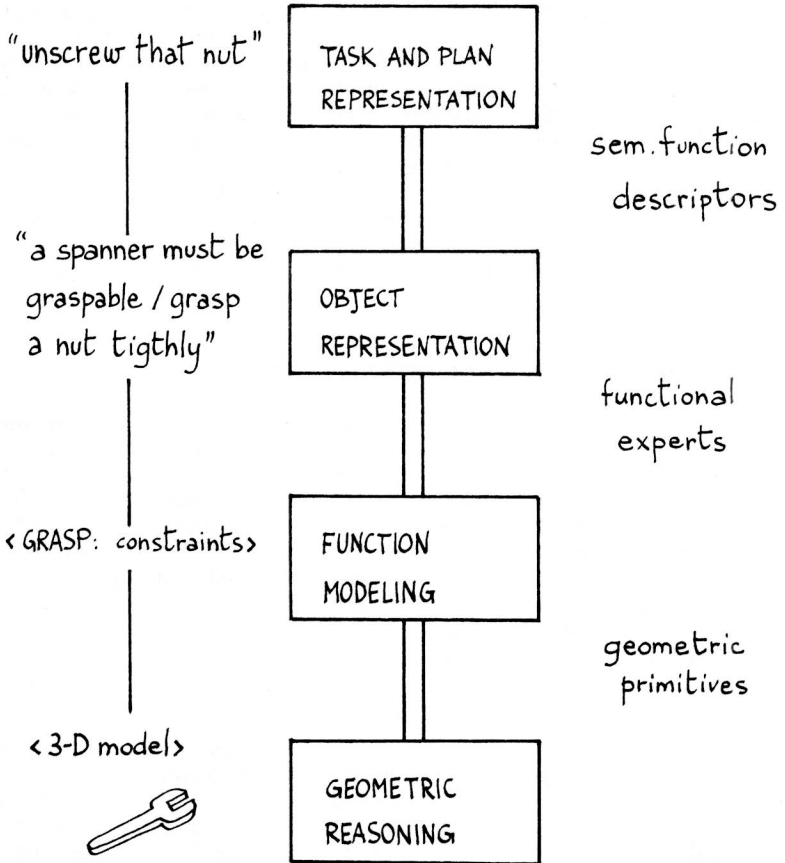 "unscrew that nut"
TASK AND PLAN
REPRESENTATION
sem. function
descriptors
"a spanner must be
graspable / grasp
a nut tigthly"
OBJECT
REPRESENTATION
functional
experts
<GRASP: constraints>
FUNCTION
MODELING
geometric
primitives
<3-D model>
GEOMETRIC
REASONING